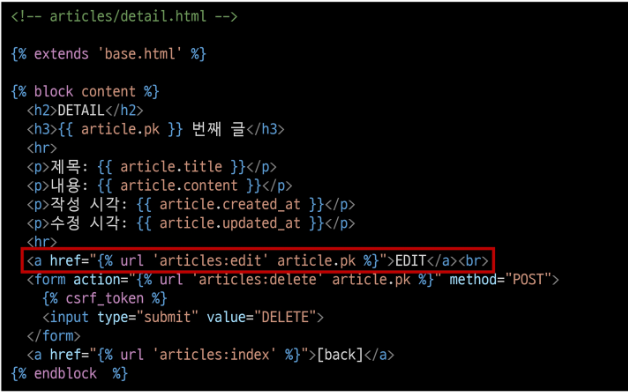 <!-- articles/detail.html -->
{% extends 'base.html' %}
{% block content %}
<h2>DETAIL</h2>
<h3>{{ article.pk }} 번째 글</h3>
<hr>
<p>제목: {{ article.title }}</p>
<p>내용: {{ article.content }}</p>
<p>작성 시각: {{ article.created_at }}</p>
<p>수정 시각: {{ article.updated_at }}</p>
<hr>
<a href="{% url 'articles:edit' article.pk %}">EDIT</a><br>
<form action="{% url 'articles:delete' article.pk %}" method="POST">
{% csrf_token %}
<input type="submit" value="DELETE">
</form>
<a href="{% url 'articles:index' %}">[back]</a>
{% endblock  %}